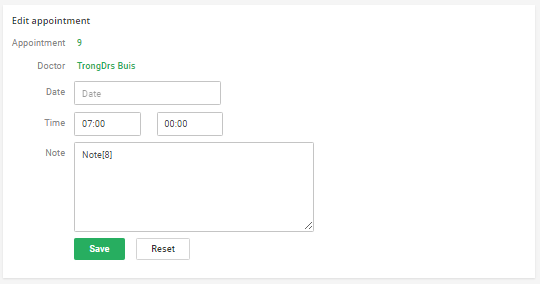 Edit appointment
Appointment 9
Doctor TrongDrs Buis
Date Date
Time 07:00 00:00
Note Note[8]
Save Reset